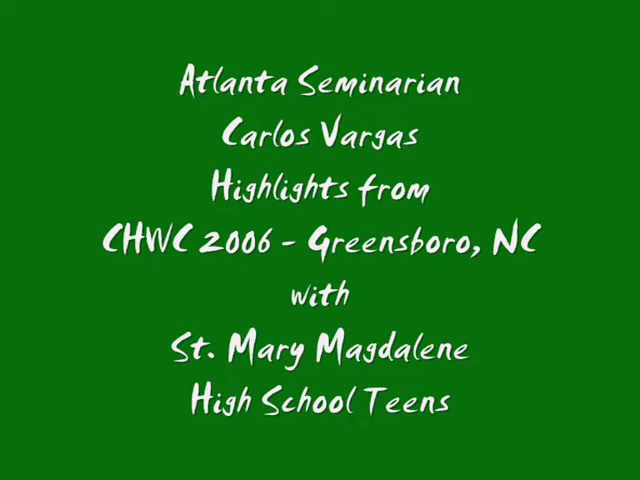 Atlanta Seminarian
Carlos Vargas
Highlights from
CHWC 2006 - Greensboro, NC
with
St. Mary Magdalene
High School Teens